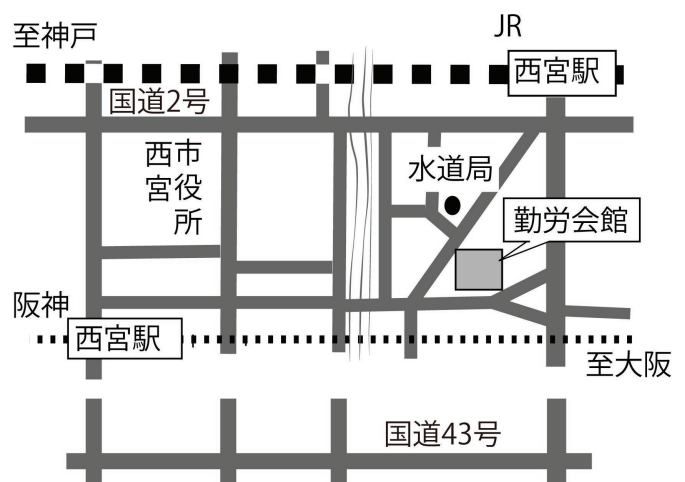 至神戸
JR
西宮駅
国道2号
西宮
市役所
水道局
勤労会館
阪神
西宮駅
至大阪
国道43号